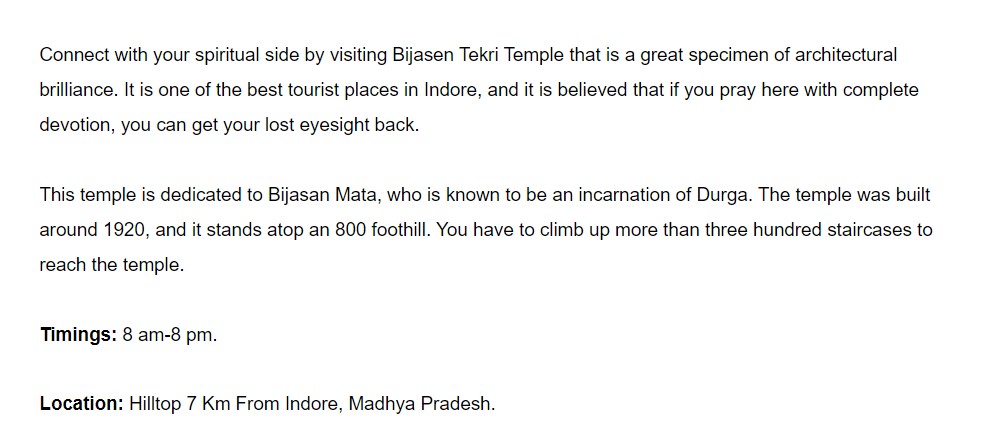 Connect with your spiritual side by visiting Bijasen Tekri Temple that is a great specimen of architectural
brilliance. It is one of the best tourist places in Indore, and it is believed that if you pray here with complete
devotion, you can get your lost eyesight back.
This temple is dedicated to Bijasan Mata, who is known to be an incarnation of Durga. The temple was built
around 1920, and it stands atop an 800 foothill. You have to climb up more than three hundred staircases to
reach the temple.
Timings: 8 am-8 pm.
Location: Hilltop 7 Km From Indore, Madhya Pradesh.